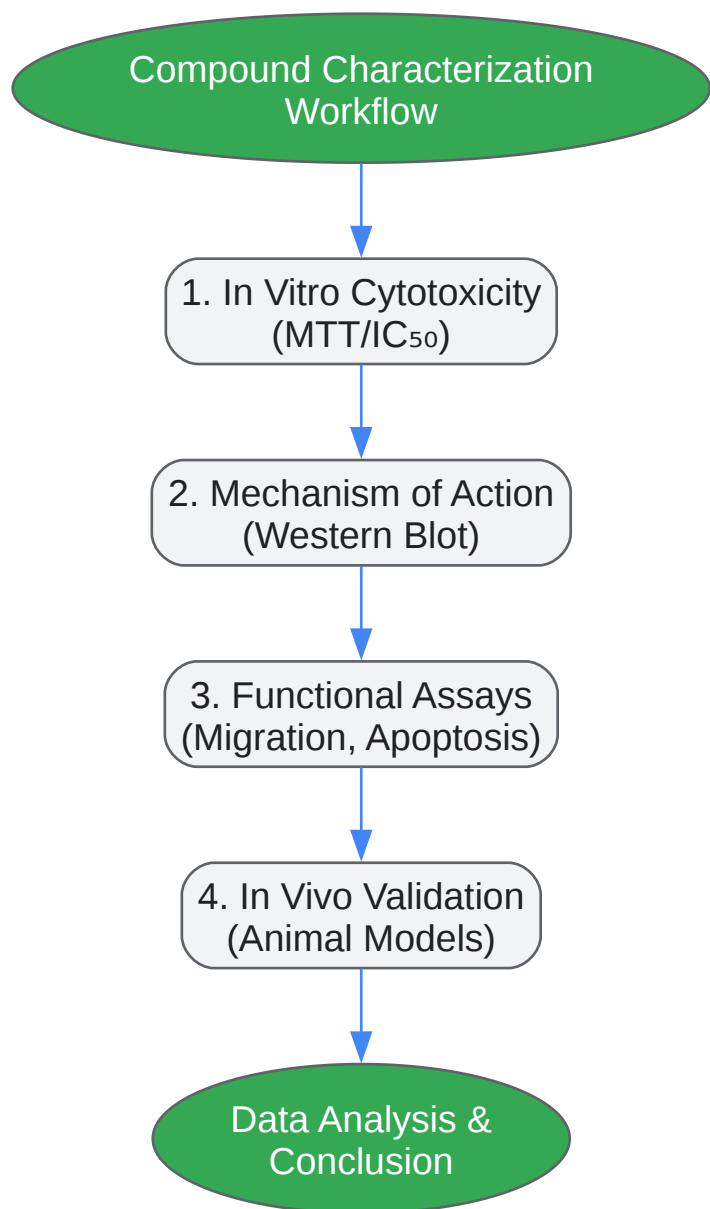 Compound Characterization
Workflow
1. In Vitro Cytotoxicity
(MTT/IC₅₀)
2. Mechanism of Action
(Western Blot)
3. Functional Assays
(Migration, Apoptosis)
4. In Vivo Validation
(Animal Models)
Data Analysis &
Conclusion